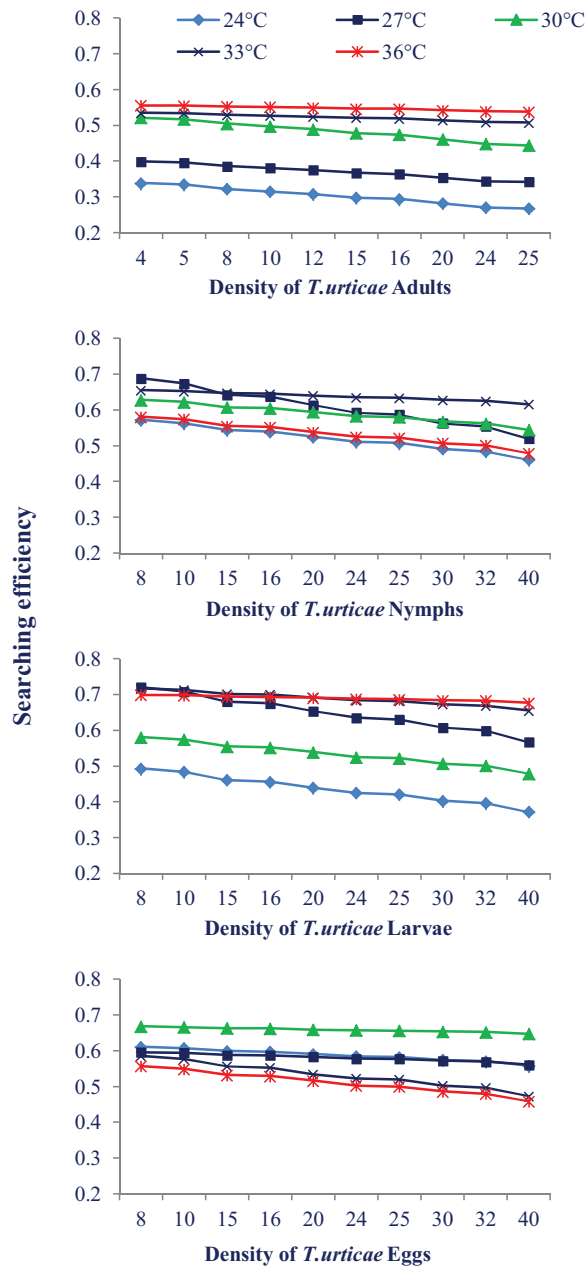 24°C 27°C 30°C
33°C 36°C
0.8
0.7
0.6
0.5
0.4
0.3
0.2
4 5 8 10 12 15 16 20 24 25
Density of T.urticae Adults
0.8
0.7
0.6
0.5
0.4
0.3
0.2
8 10 15 16 20 24 25 30 32 40
Density of T.urticae Nymphs
Searching efficiency
0.8
0.7
0.6
0.5
0.4
0.3
0.2
8 10 15 16 20 24 25 30 32 40
Density of T.urticae Larvae
0.8
0.7
0.6
0.5
0.4
0.3
0.2
8 10 15 16 20 24 25 30 32 40
Density of T.urticae Eggs